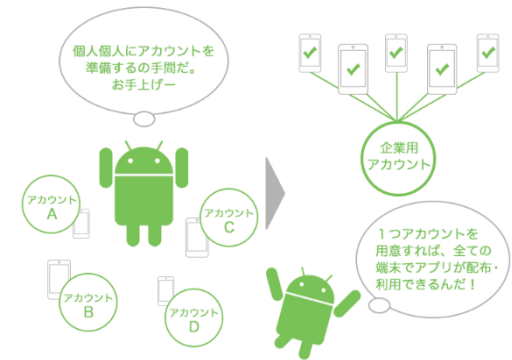 個人個人にアカウントを
準備するの手間だ。
お手上げー
アカウント
A
アカウント
C
アカウント
B
アカウント
D
企業用
アカウント
1つアカウントを
用意すれば、全ての
端末でアプリが配布・
利用できるんだ！